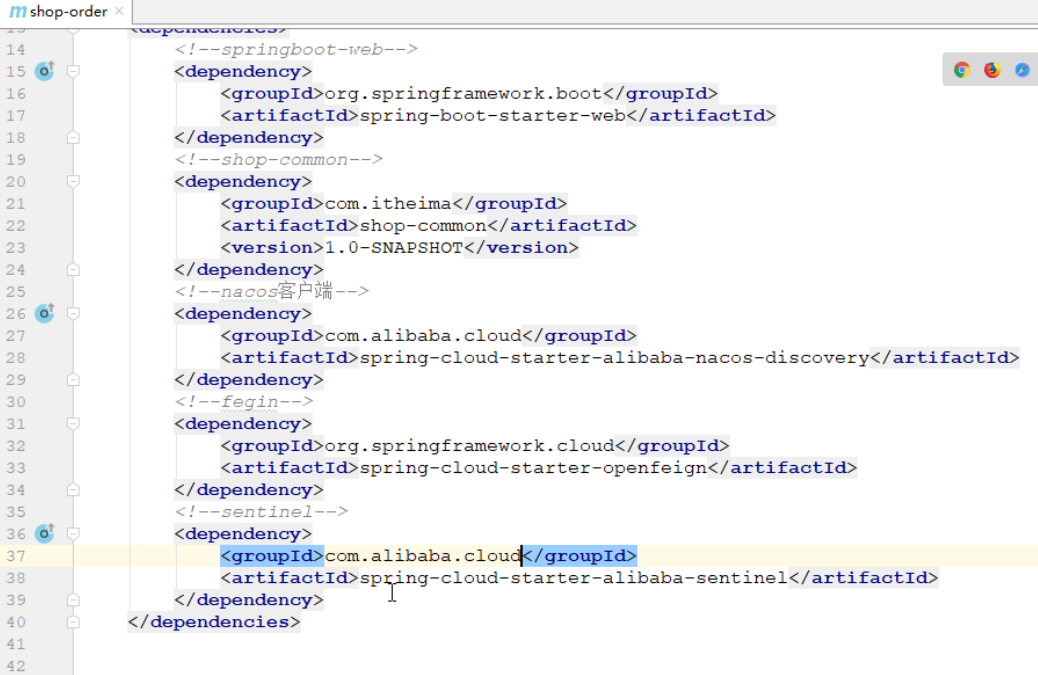 m shop-order ×
13 <dependencies>
14 <!--springboot-web-->
15 <dependency>
16 <groupId>org.springframework.boot</groupId>
17 <artifactId>spring-boot-starter-web</artifactId>
18 </dependency>
19 <!--shop-common-->
20 <dependency>
21 <groupId>com.itheima</groupId>
22 <artifactId>shop-common</artifactId>
23 <version>1.0-SNAPSHOT</version>
24 </dependency>
25 <!--nacos客户端-->
26 <dependency>
27 <groupId>com.alibaba.cloud</groupId>
28 <artifactId>spring-cloud-starter-alibaba-nacos-discovery</artifactId>
29 </dependency>
30 <!--fegin-->
31 <dependency>
32 <groupId>org.springframework.cloud</groupId>
33 <artifactId>spring-cloud-starter-openfeign</artifactId>
34 </dependency>
35 <!--sentinel-->
36 <dependency>
37 <groupId>com.alibaba.cloud</groupId>
38 <artifactId>spring-cloud-starter-alibaba-sentinel</artifactId>
39 </dependency>
40 </dependencies>
41
42